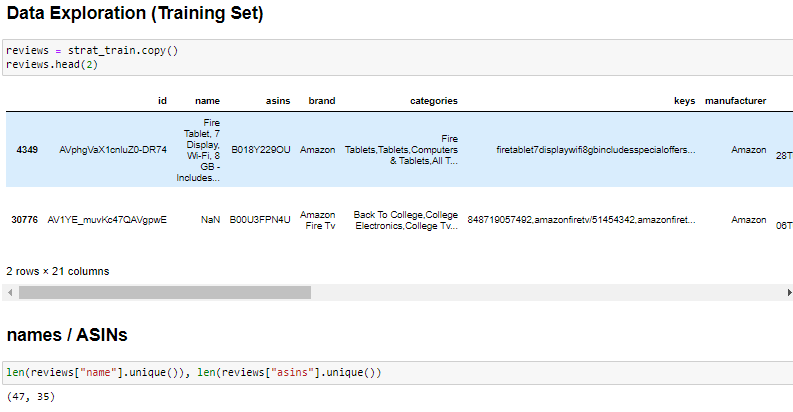 Data Exploration (Training Set)
reviews = strat_train.copy()
reviews.head(2)
id name asins brand categories keys manufacturer
4349 AVphgVaX1cnluZ0-DR74 Fire Tablet, 7 Display, Wi-Fi, 8 GB - Includes... B018Y229OU Amazon Fire Tablets,Tablets,Computers & Tablets,All T... firetablet7displaywifi8gbincludesspecialoffers... Amazon 28T
30776 AV1YE_muvKc47QAVgpwE NaN B00U3FPN4U Amazon Fire Tv Back To College,College Electronics,College Tv... 848719057492,amazonfiretv/51454342,amazonfiret... Amazon 06T
2 rows × 21 columns
names / ASINs
len(reviews["name"].unique()), len(reviews["asins"].unique())
(47, 35)